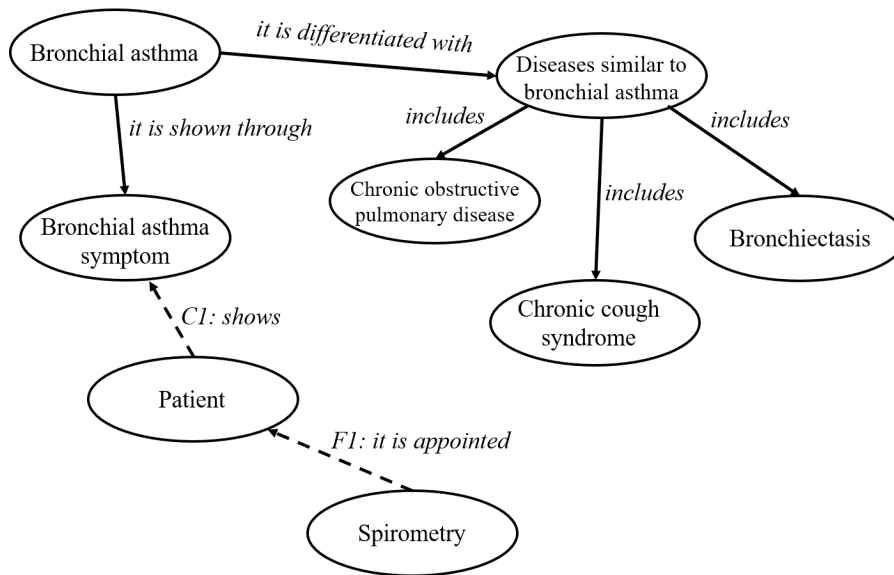 Bronchial asthma
it is differentiated with
Diseases similar to
bronchial asthma
it is shown through
includes
includes
includes
Chronic obstructive
pulmonary disease
Bronchial asthma
symptom
Bronchiectasis
Chronic cough
syndrome
C1: shows
Patient
F1: it is appointed
Spirometry